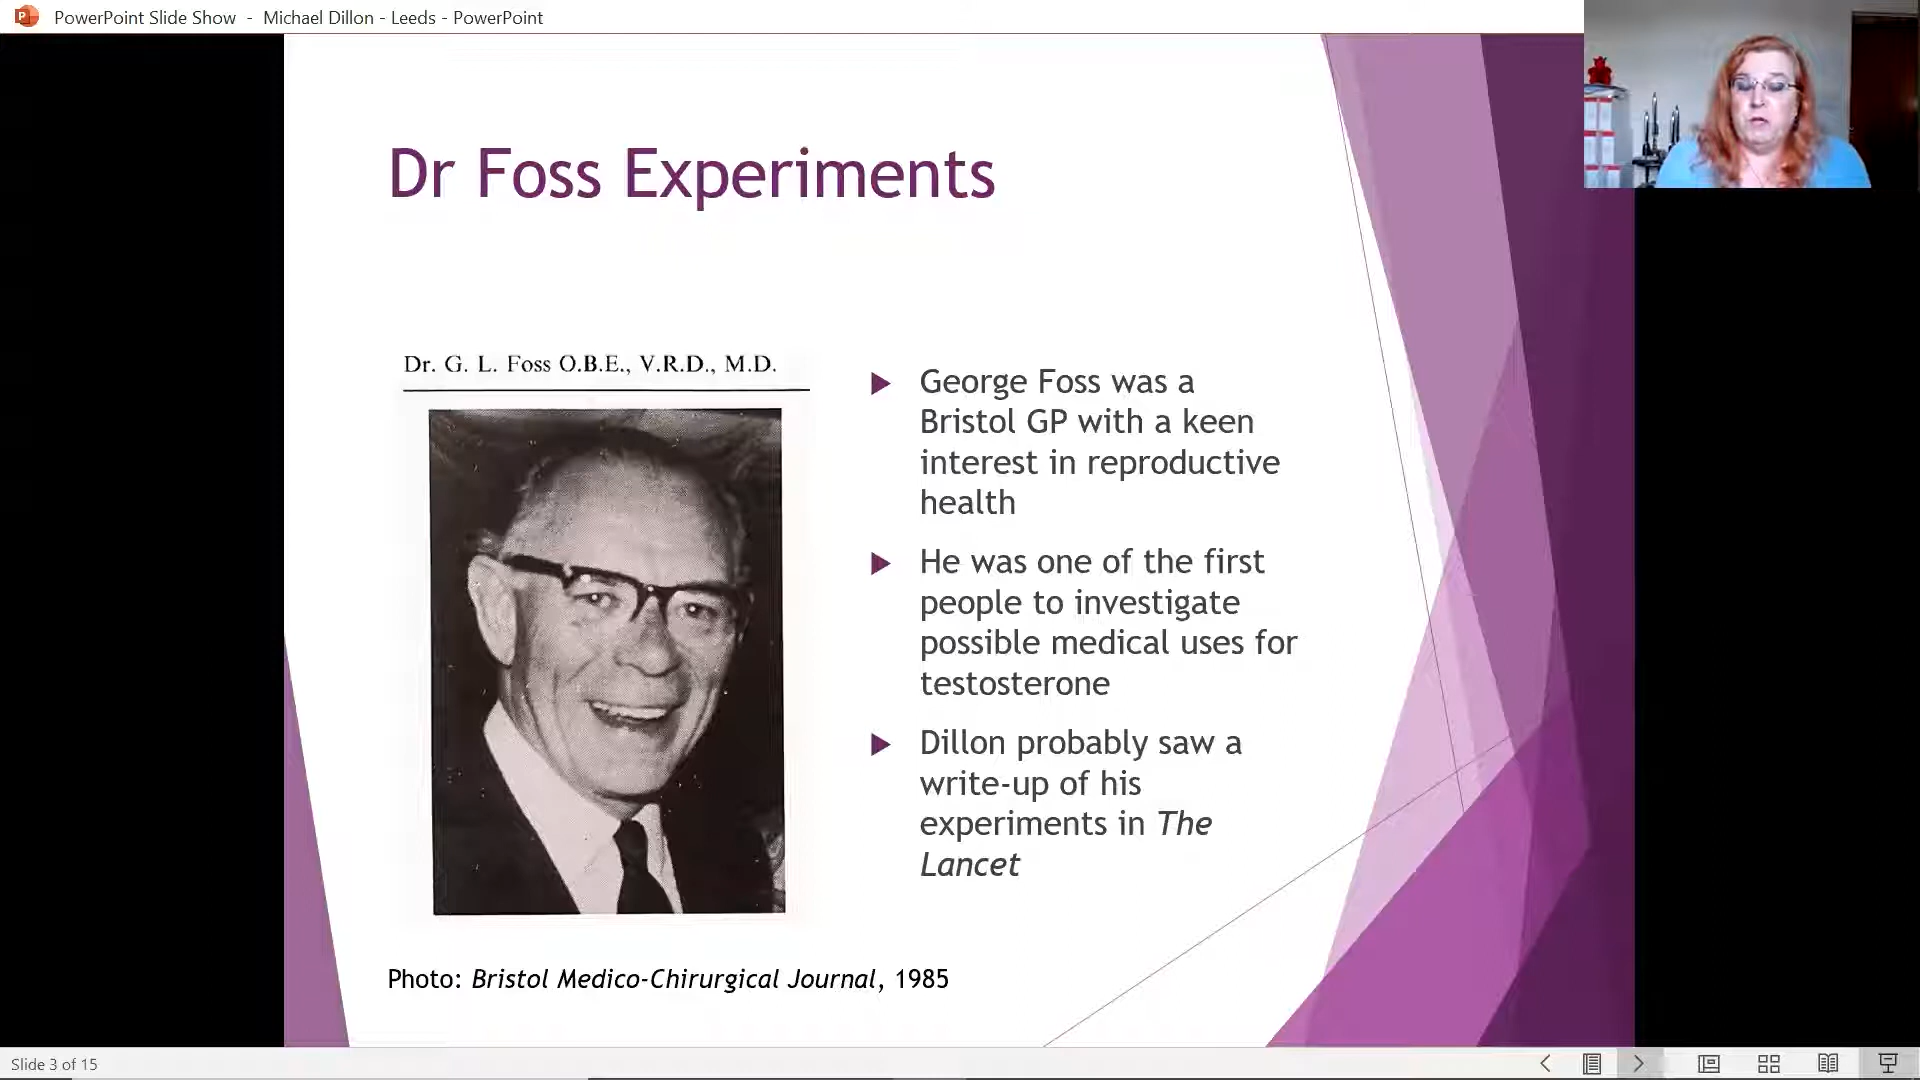 PowerPoint Slide Show - Michael Dillon - Leeds - PowerPoint
Dr Foss Experiments
Dr. G. L. Foss O.B.E., V.R.D., M.D.
George Foss was a
Bristol GP with a keen
interest in reproductive
health
He was one of the first
people to investigate
possible medical uses for
testosterone
Dillon probably saw a
write-up of his
experiments in The
Lancet
Photo: Bristol Medico-Chirurgical Journal, 1985
Slide 3 of 15